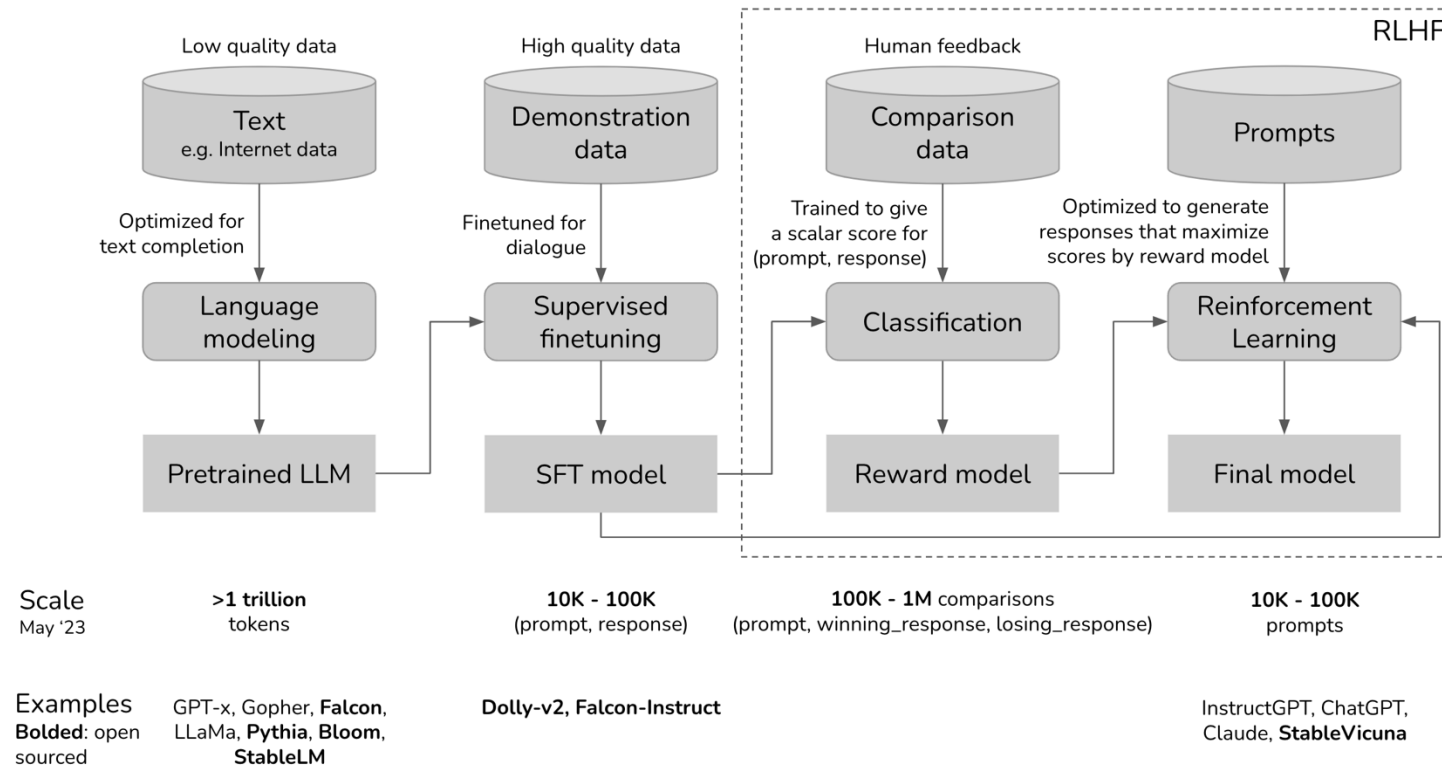 RLHF
Low quality data
High quality data
Human feedback
Text
e.g. Internet data
Demonstration
data
Comparison
data
Prompts
Optimized for
text completion
Finetuned for
dialogue
Trained to give
a scalar score for
(prompt, response)
Optimized to generate
responses that maximize
scores by reward model
Language
modeling
Supervised
finetuning
Classification
Reinforcement
Learning
Pretrained LLM
SFT model
Reward model
Final model
Scale
May ‘23
>1 trillion
tokens
10K - 100K
(prompt, response)
100K - 1M comparisons
(prompt, winning_response, losing_response)
10K - 100K
prompts
Examples
Bolded: open
sourced
GPT-x, Gopher, Falcon,
LLaMa, Pythia, Bloom,
StableLM
Dolly-v2, Falcon-Instruct
InstructGPT, ChatGPT,
Claude, StableVicuna